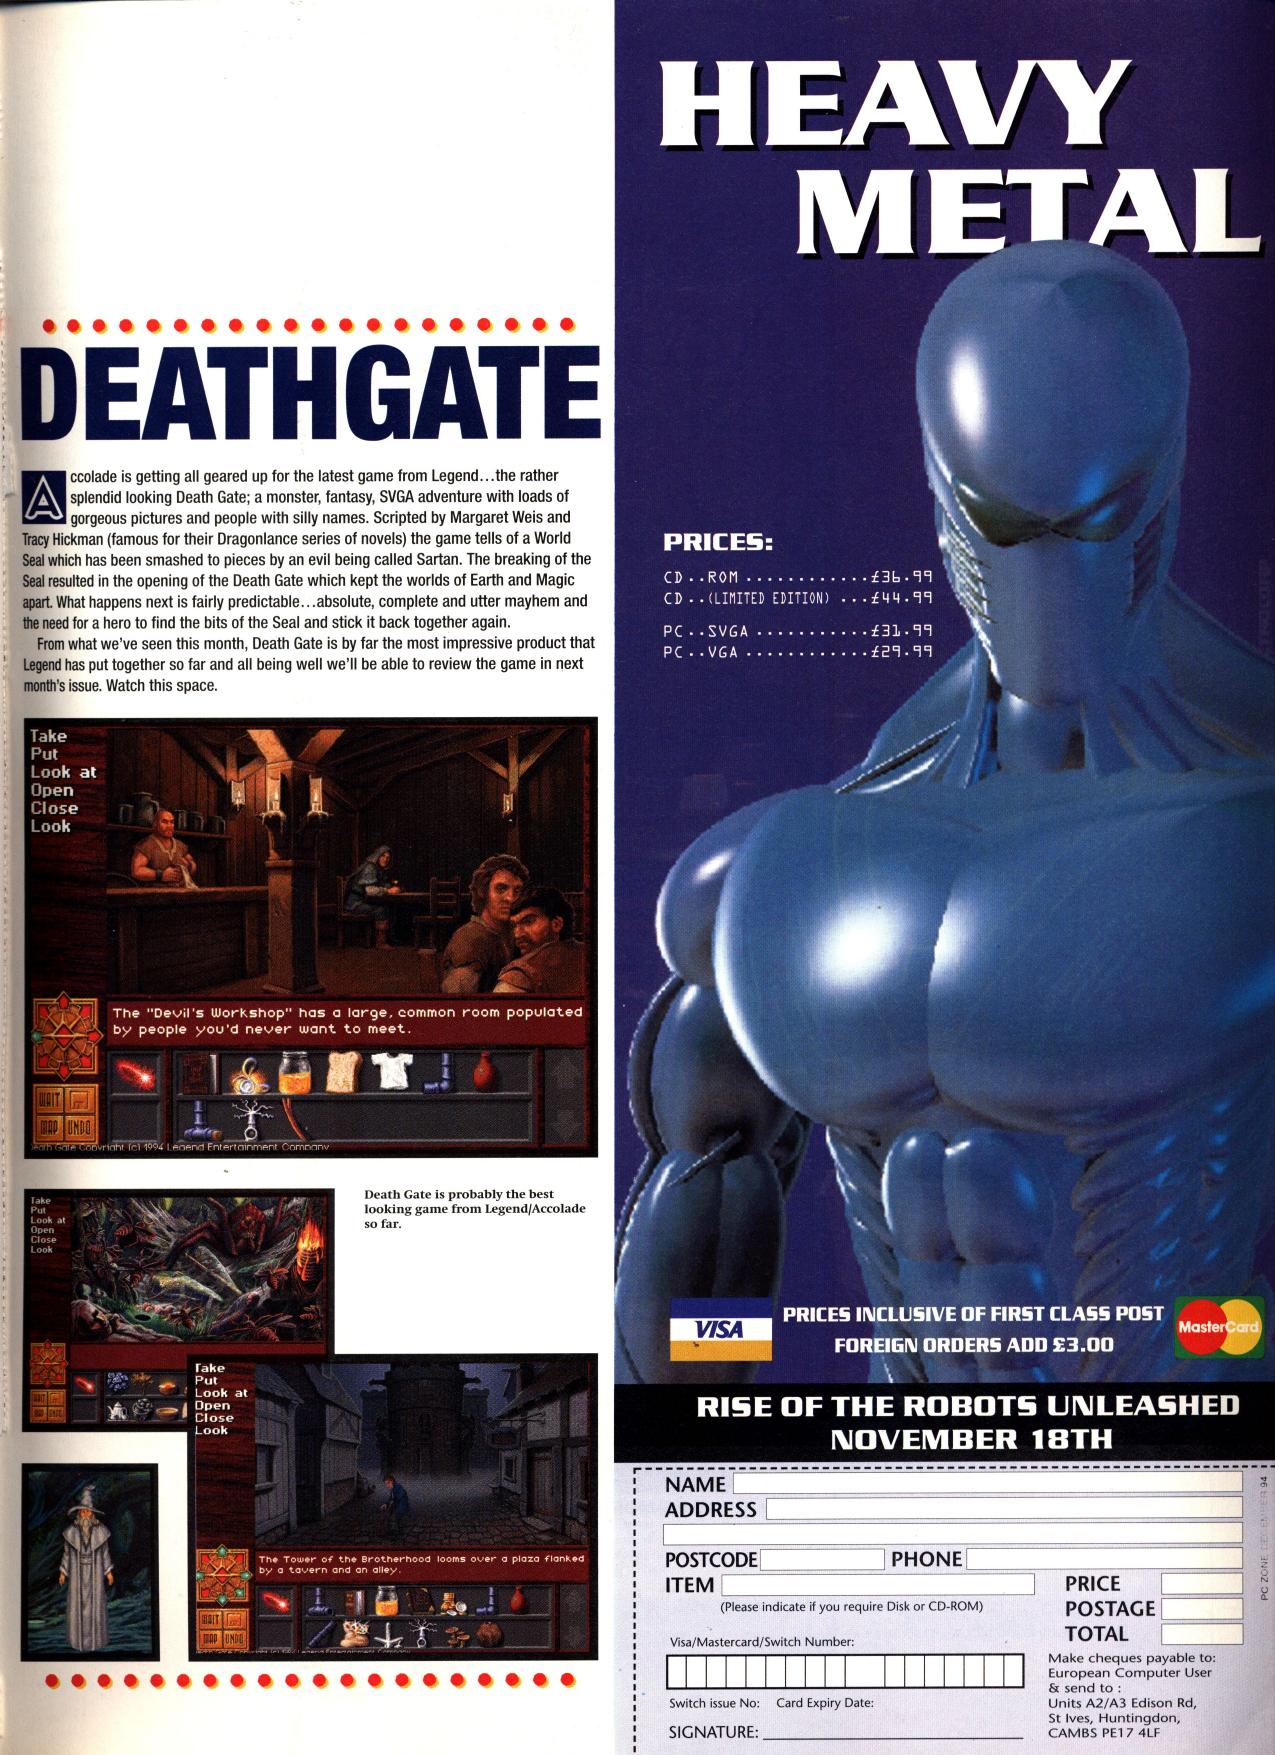 DEATHGATE
Accolade is getting all geared up for the latest game from Legend...the rather
splendid looking Death Gate; a monster, fantasy, SVGA adventure with loads of
gorgeous pictures and people with silly names. Scripted by Margaret Weis and
Tracy Hickman (famous for their Dragonlance series of novels) the game tells of a World
Seal which has been smashed to pieces by an evil being called Sartan. The breaking of the
Seal resulted in the opening of the Death Gate which kept the worlds of Earth and Magic
apart. What happens next is fairly predictable...absolute, complete and utter mayhem and
the need for a hero to find the bits of the Seal and stick it back together again.
From what we've seen this month, Death Gate is by far the most impressive product that
Legend has put together so far and all being well we'll be able to review the game in next
month's issue. Watch this space.
Take
Put
Look at
Open
Close
Look
The "Devil's Workshop" has a large, common room populated
by people you'd never want to meet.
WAIT
MAP UNDO
Death Gate Copyright (c) 1994 Legend Entertainment Company
Death Gate is probably the best
looking game from Legend/Accolade
so far.
Take
Put
Look at
Open
Close
Look
Take
Put
Look at
Open
Close
Look
The Tower of the Brotherhood looms over a plaza flanked
by a tavern and an alley.
WAIT
MAP UNDO
HEAVY
METAL
PRICES:
CD..ROM ............£36.99
CD..(LIMITED EDITION) ...£44.99
PC..SVGA ...........£31.99
PC..VGA ............£29.99
VISA
PRICES INCLUSIVE OF FIRST CLASS POST
FOREIGN ORDERS ADD £3.00
MasterCard
RISE OF THE ROBOTS UNLEASHED
NOVEMBER 18TH
NAME
ADDRESS
POSTCODE PHONE
ITEM
(Please indicate if you require Disk or CD-ROM)
PRICE
POSTAGE
TOTAL
Visa/Mastercard/Switch Number:
Switch issue No: Card Expiry Date:
SIGNATURE:
Make cheques payable to:
European Computer User
& send to :
Units A2/A3 Edison Rd,
St Ives, Huntingdon,
CAMBS PE17 4LF
PC ZONE DECEMBER 94